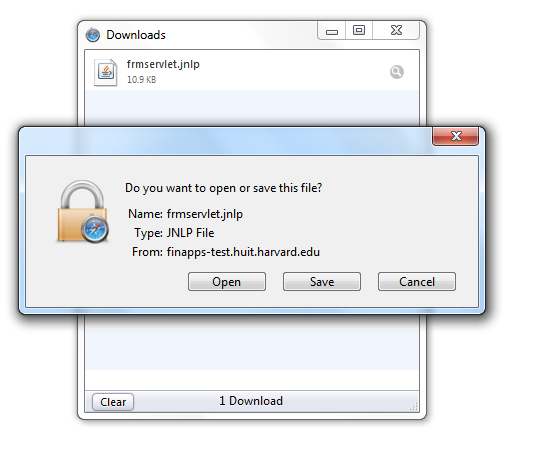 Downloads
frmservlet.jnlp
10.9 KB
Do you want to open or save this file?
Name: frmservlet.jnlp
Type: JNLP File
From: finapps-test.huit.harvard.edu
Open Save Cancel
Clear 1 Download